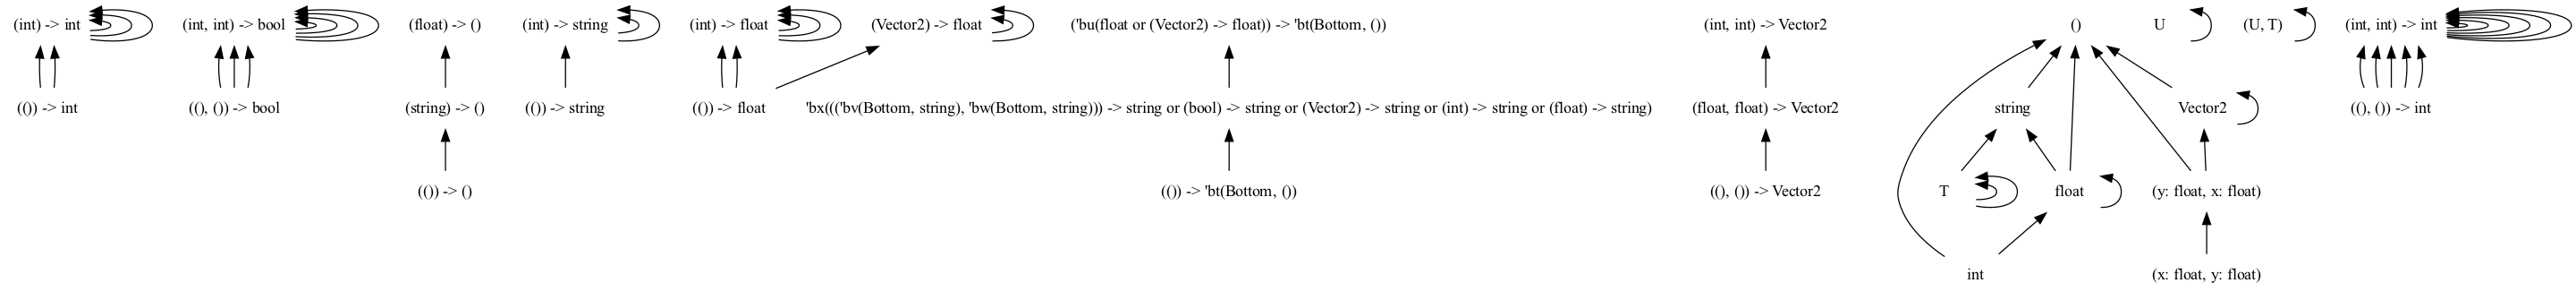 (int) -> int
(int, int) -> bool
(float) -> ()
(int) -> string
(int) -> float
(Vector2) -> float
('bu(float or (Vector2) -> float)) -> 'bt(Bottom, ())
(int, int) -> Vector2
()
U
(U, T)
(int, int) -> int
(()) -> int
((), ()) -> bool
(string) -> ()
(()) -> string
(()) -> float
'bx((('bv(Bottom, string), 'bw(Bottom, string))) -> string or (bool) -> string or (Vector2) -> string or (int) -> string or (float) -> string)
(float, float) -> Vector2
string
Vector2
((), ()) -> int
(()) -> ()
(()) -> 'bt(Bottom, ())
((), ()) -> Vector2
T
float
(y: float, x: float)
int
(x: float, y: float)